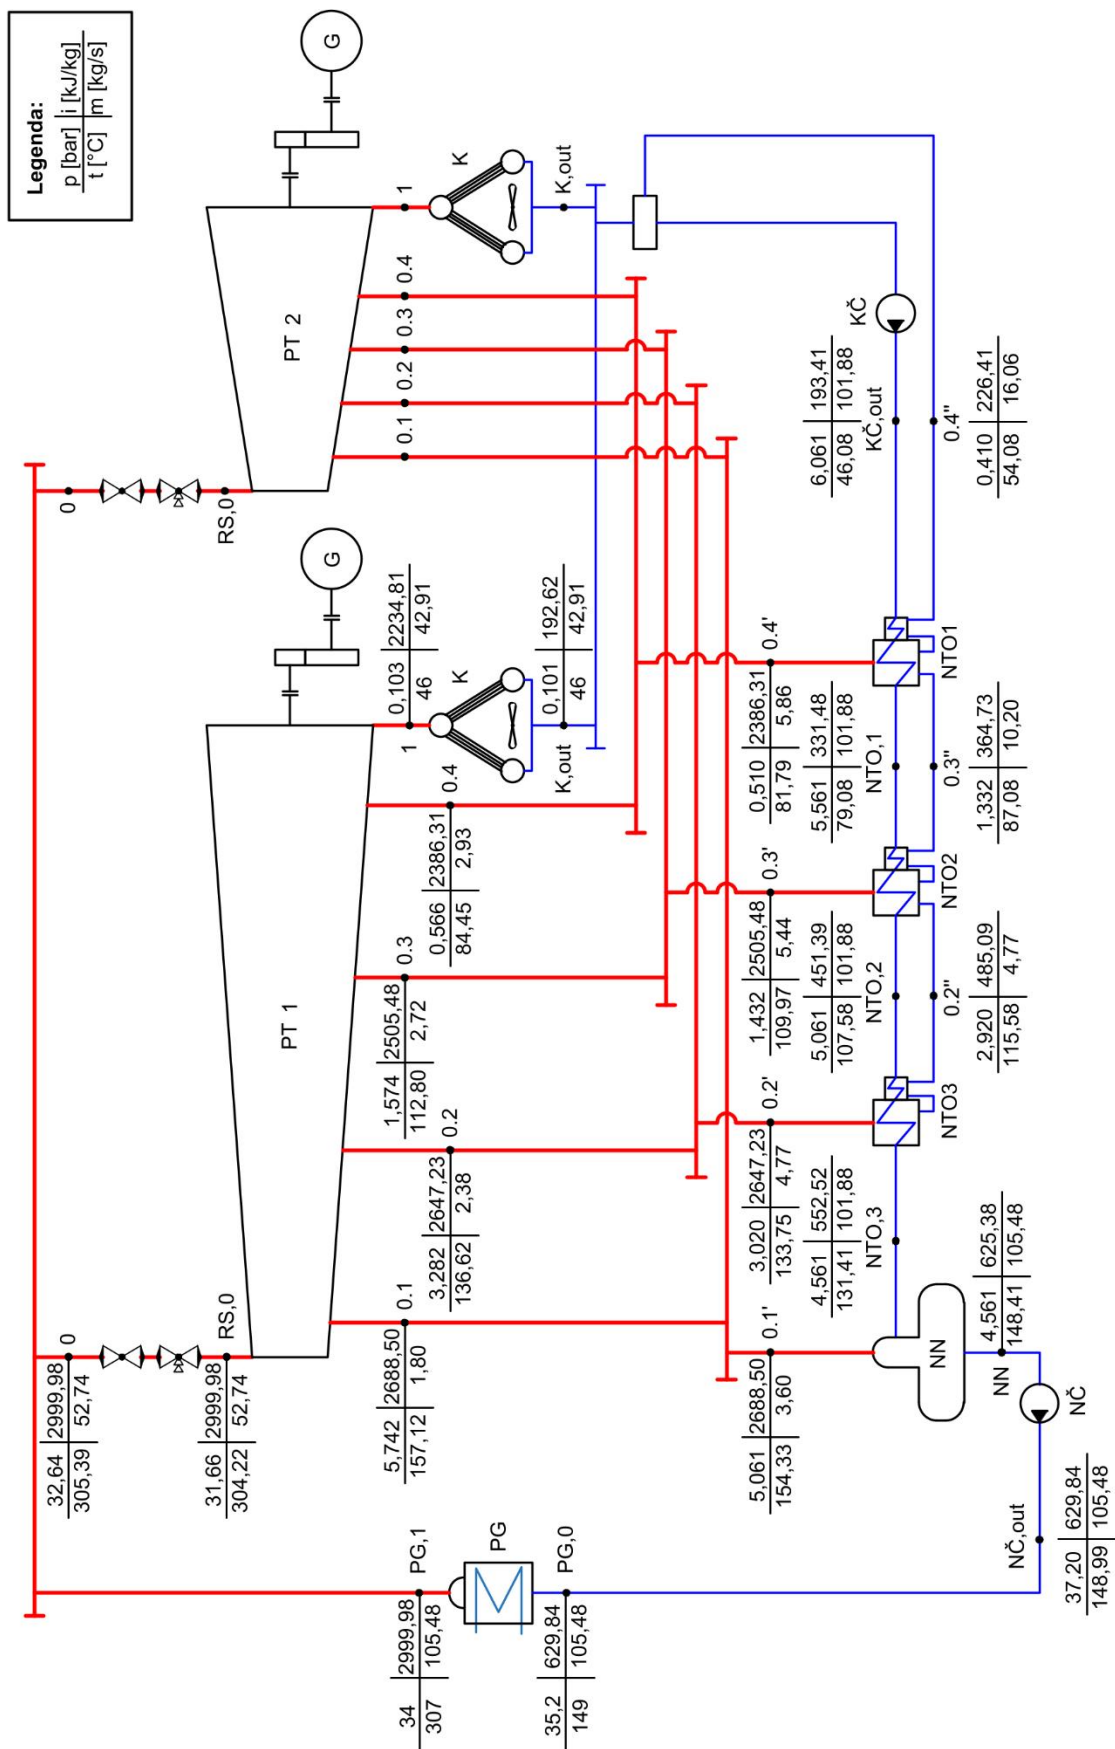 Legenda:
p [bar] i [kJ/kg]
t [°C] m [kg/s]
G
PT 2
0
RS,0
0.1
0.2
0.3
0.4
1
K
K,out
G
PT 1
32,64 2999,98
305,39 52,74
0
31,66 2999,98
304,22 52,74
RS,0
5,742 2688,50
157,12 1,80
0.1
3,282 2647,23
136,62 2,38
0.2
1,574 2505,48
112,80 2,72
0.3
0,566 2386,31
84,45 2,93
0.4
0,103 2234,81
46 42,91
1
K
0,101 192,62
46 42,91
K,out
34 2999,98
307 105,48
PG,1
PG
35,2 629,84
149 105,48
PG,0
5,061 2688,50
154,33 3,60
0.1'
3,020 2647,23
133,75 4,77
0.2'
1,432 2505,48
109,97 5,44
0.3'
0,510 2386,31
81,79 5,86
0.4'
4,561 552,52
131,41 101,88
NTO,3
5,061 451,39
107,58 101,88
NTO,2
5,561 331,48
79,08 101,88
NTO,1
6,061 193,41
46,08 101,88
KČ,out
KČ
NN
NTO3
NTO2
NTO1
0.2''
2,920 485,09
115,58 4,77
0.3''
1,332 364,73
87,08 10,20
0.4''
0,410 226,41
54,08 16,06
4,561 625,38
148,41 105,48
NN
NČ
NČ,out
37,20 629,84
148,99 105,48